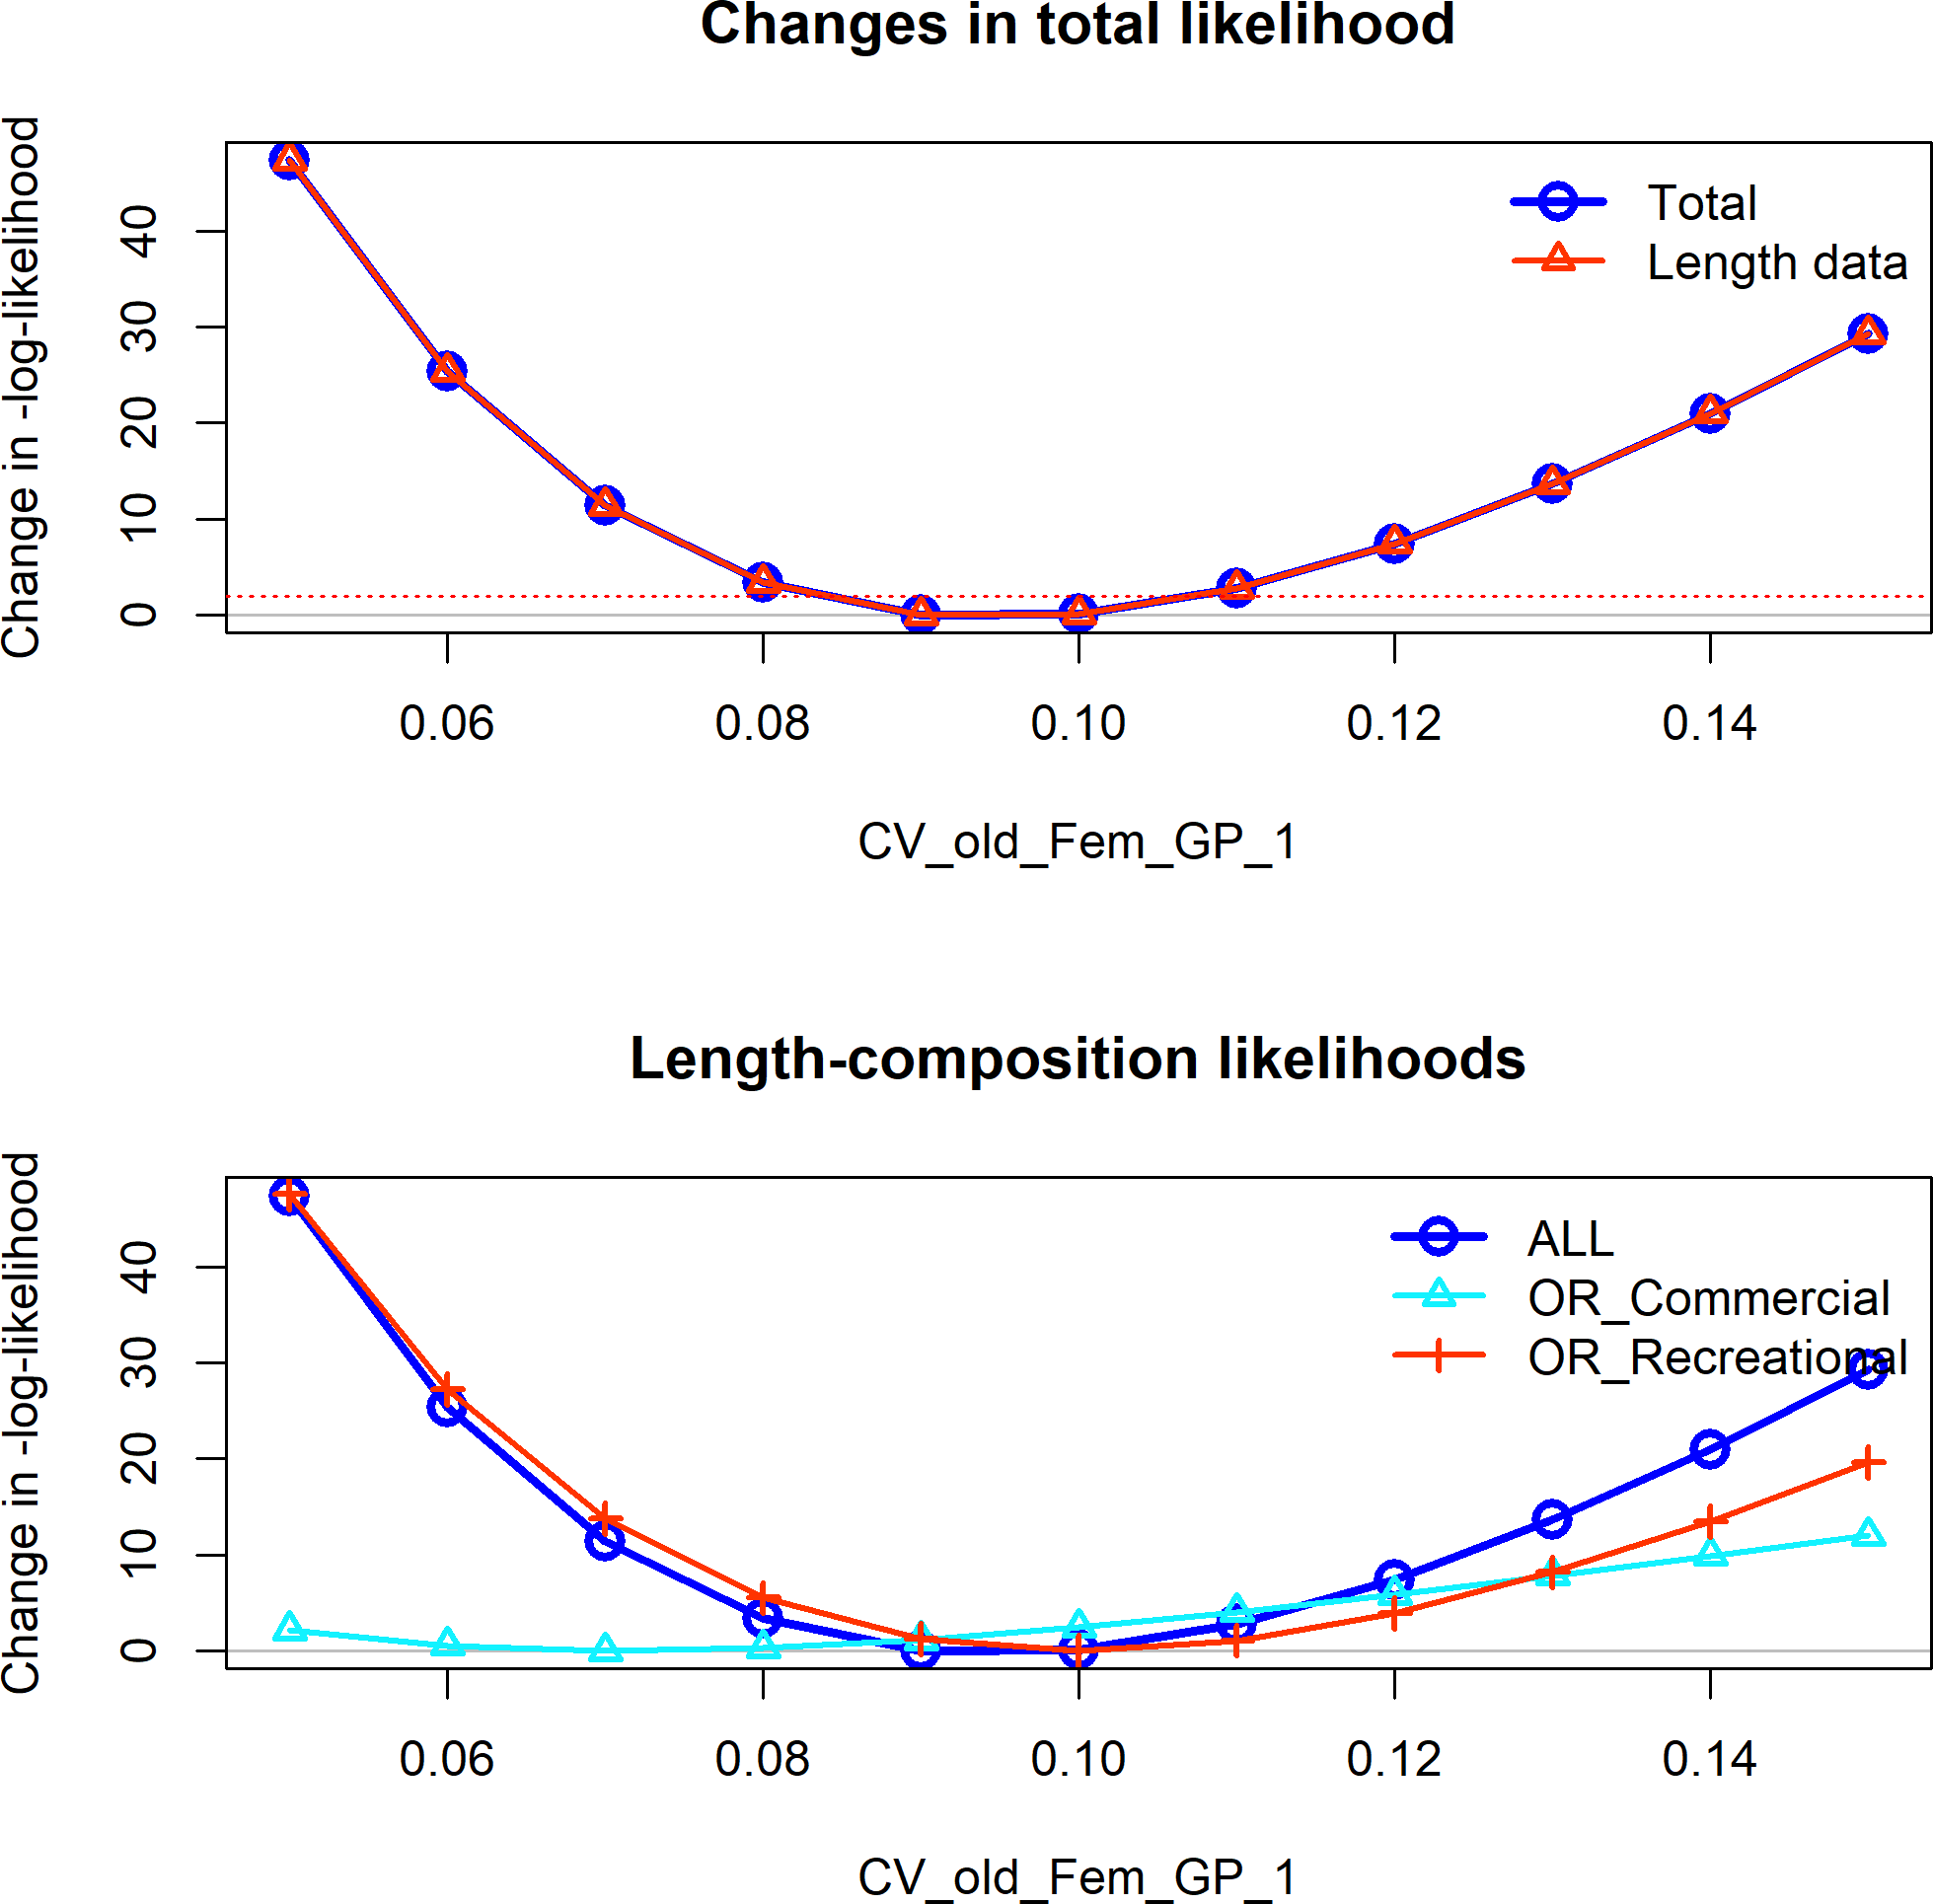 Changes in total likelihood
Change in -log-likelihood
40
30
20
10
0
Total
Length data
0.06 0.08 0.10 0.12 0.14
CV_old_Fem_GP_1
Length-composition likelihoods
Change in -log-likelihood
40
30
20
10
0
ALL
OR_Commercial
OR_Recreational
0.06 0.08 0.10 0.12 0.14
CV_old_Fem_GP_1